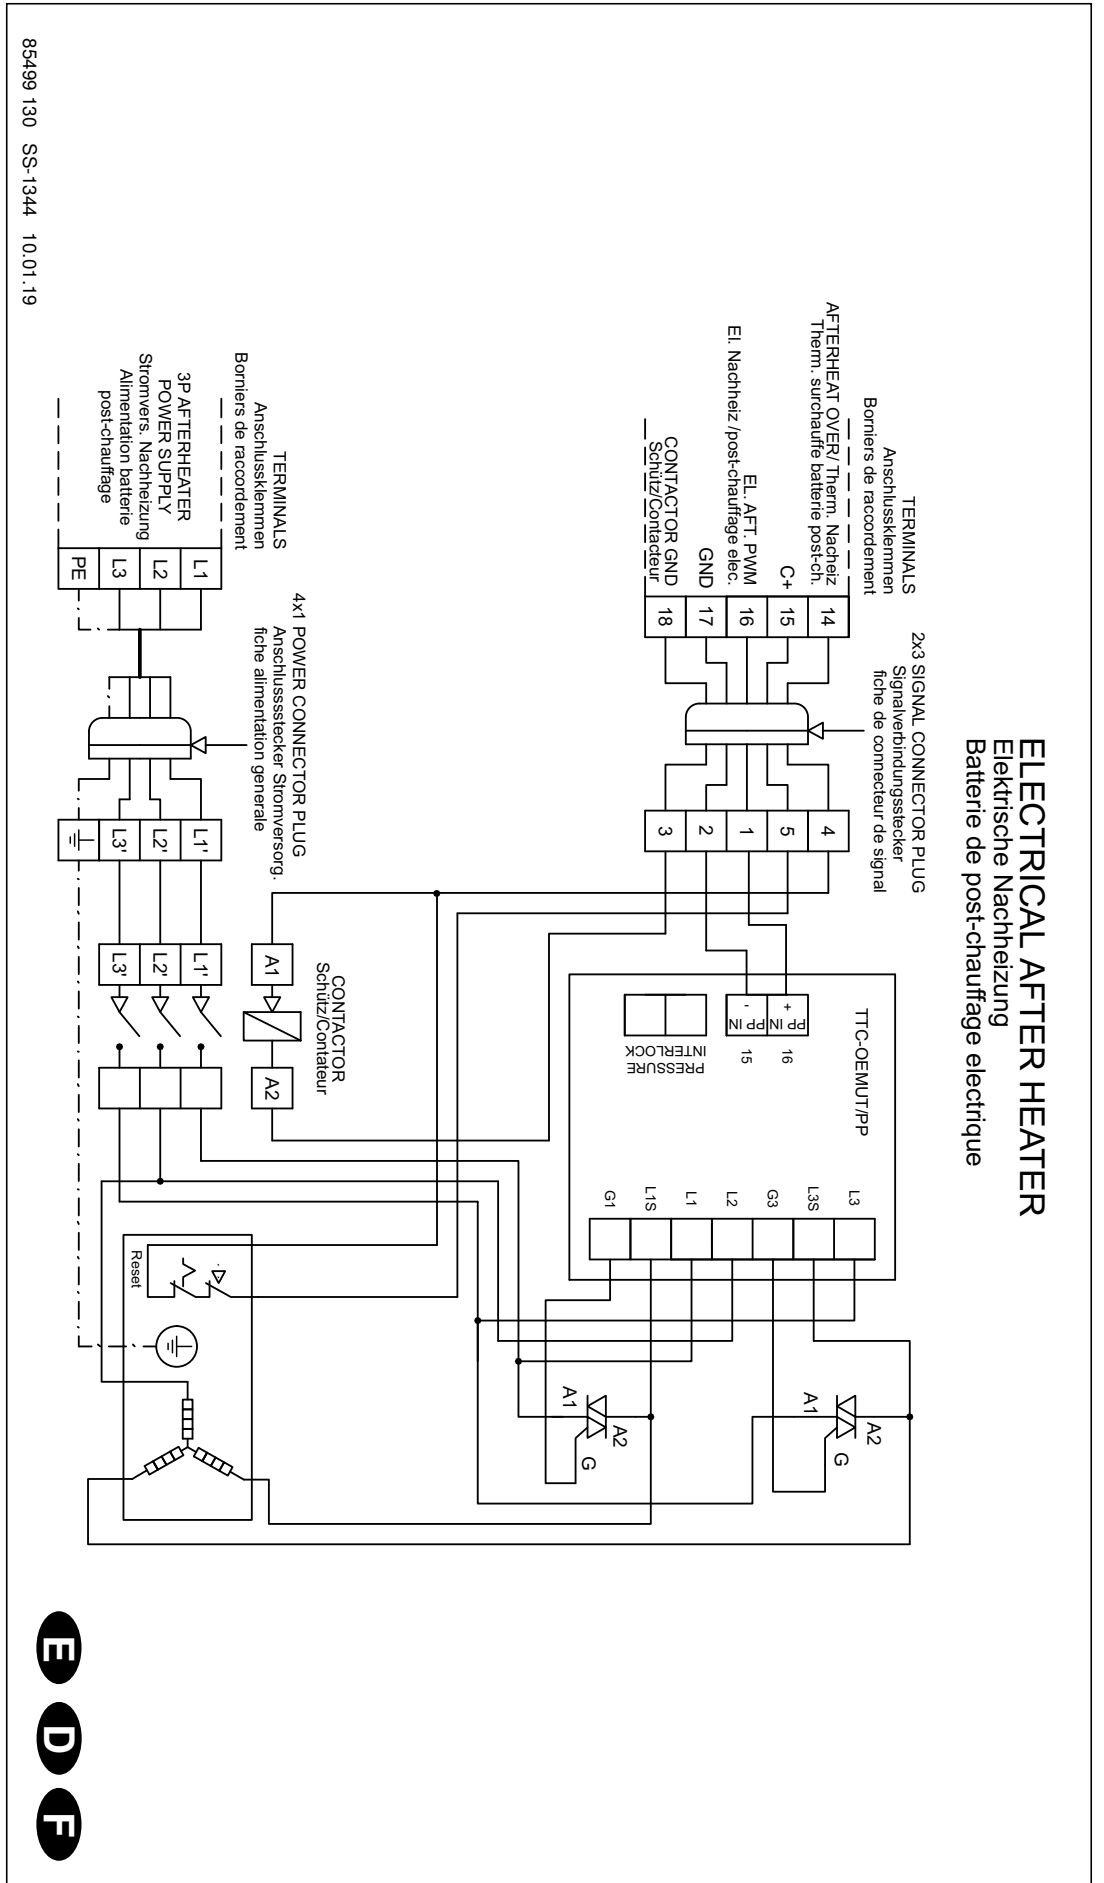 ELECTRICAL AFTER HEATER
Elektrische Nachheizung
Batterie de post-chauffage electrique
TERMINALS
Anschlussklemmen
Borniers de raccordement
2x3 SIGNAL CONNECTOR PLUG
Signalverbindungsstecker
fiche de connecteur de signal
AFTERHEAT OVER/ Therm. Nacheiz
Therm. surchauffe batterie post-ch.
C+
EL. AFT. PWM
El. Nachheiz /post-chauffage elec.
GND
CONTACTOR GND
Schütz/Contacteur
14
15
16
17
18
4
5
1
2
3
TTC-OEMUT/PP
+
PP IN
-
PP IN
16
15
PRESSURE
INTERLOCK
L3
L3S
G3
L2
L1
L1S
G1
A1
A2
G
A1
A2
G
TERMINALS
Anschlussklemmen
Borniers de raccordement
3P AFTERHEATER
POWER SUPPLY
Stromvers. Nachheizung
Alimentation batterie
post-chauffage
L1
L2
L3
PE
4x1 POWER CONNECTOR PLUG
Anschlusssstecker Stromversorg.
fiche alimentation generale
L1'
L2'
L3'
L1'
L2'
L3'
CONTACTOR
Schütz/Contateur
A1
A2
Reset
85499 130 SS-1344 10.01.19
E D F